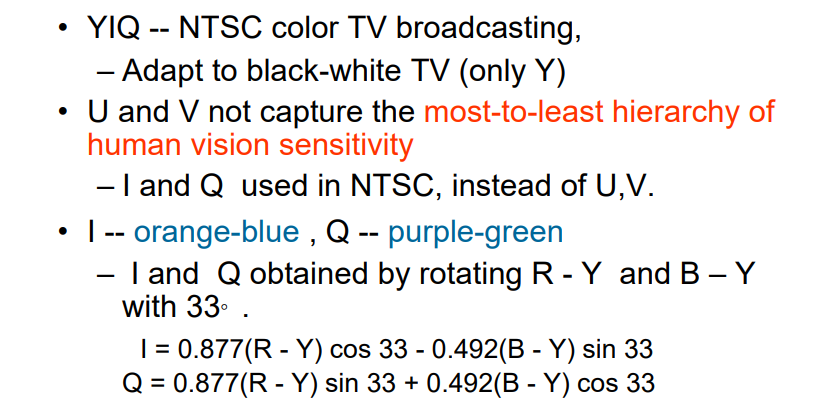 • YIQ -- NTSC color TV broadcasting,
– Adapt to black-white TV (only Y)
• U and V not capture the most-to-least hierarchy of
human vision sensitivity
– I and Q used in NTSC, instead of U,V.
• I -- orange-blue , Q -- purple-green
– I and Q obtained by rotating R - Y and B – Y
with 33° .
I = 0.877(R - Y) cos 33 - 0.492(B - Y) sin 33
Q = 0.877(R - Y) sin 33 + 0.492(B - Y) cos 33